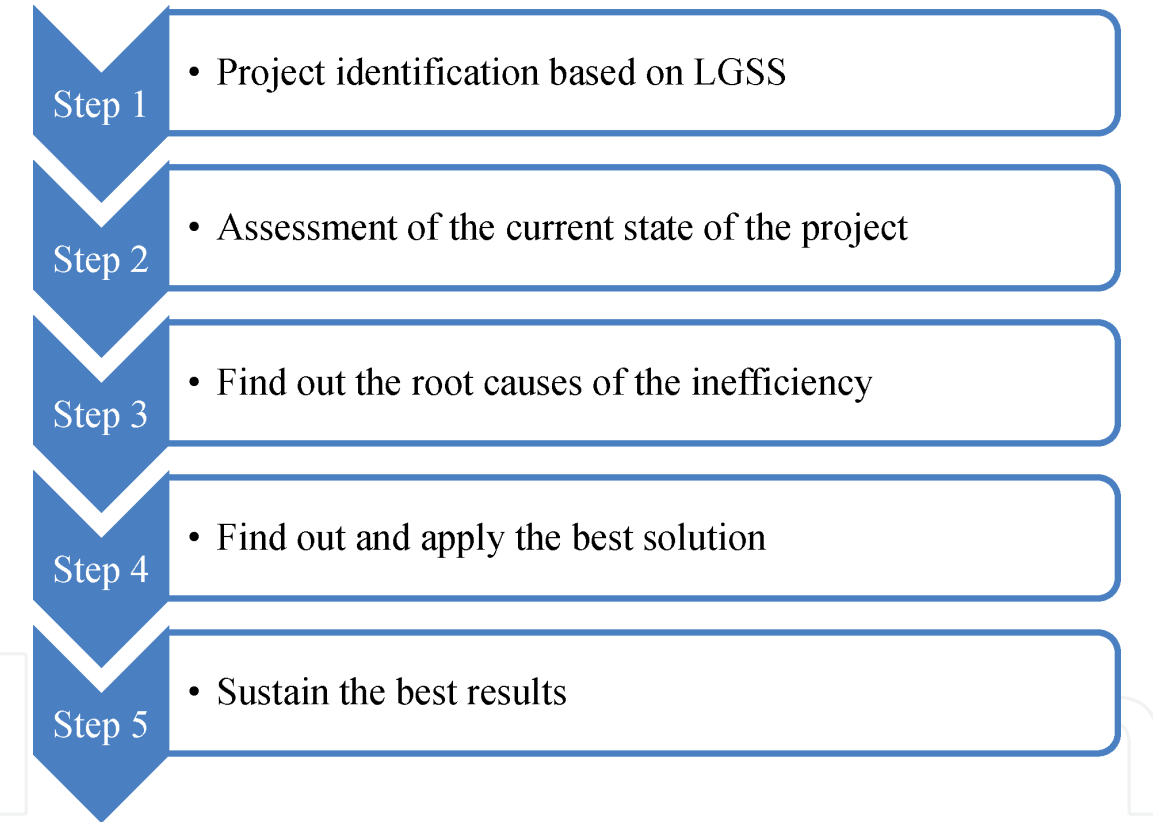 Step 1
• Project identification based on LGSS
Step 2
• Assessment of the current state of the project
Step 3
• Find out the root causes of the inefficiency
Step 4
• Find out and apply the best solution
Step 5
• Sustain the best results